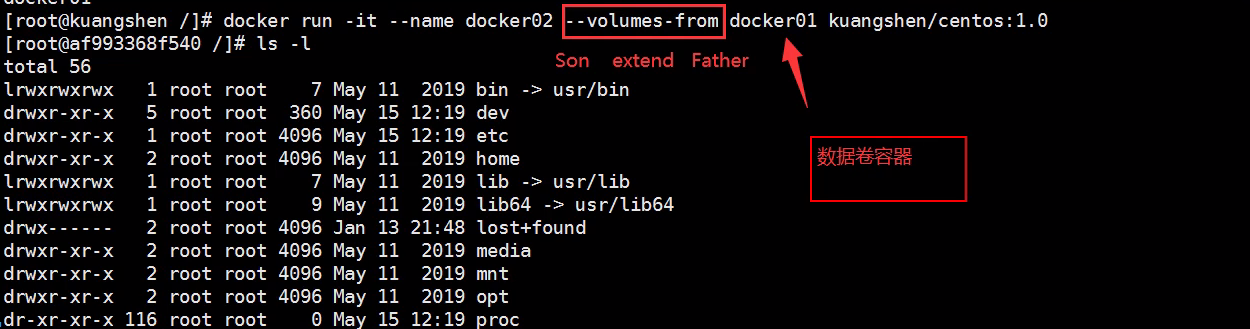 [root@kuangshen /]# docker run -it --name docker02 --volumes-from docker01 kuangshen/centos:1.0
[root@af993368f540 /]# ls -l
Son extend Father
total 56
lrwxrwxrwx 1 root root 7 May 11 2019 bin -> usr/bin
drwxr-xr-x 5 root root 360 May 15 12:19 dev
drwxr-xr-x 1 root root 4096 May 15 12:19 etc
drwxr-xr-x 2 root root 4096 May 11 2019 home
数据卷容器
lrwxrwxrwx 1 root root 7 May 11 2019 lib -> usr/lib
lrwxrwxrwx 1 root root 9 May 11 2019 lib64 -> usr/lib64
drwx------ 2 root root 4096 Jan 13 21:48 lost+found
drwxr-xr-x 2 root root 4096 May 11 2019 media
drwxr-xr-x 2 root root 4096 May 11 2019 mnt
drwxr-xr-x 2 root root 4096 May 11 2019 opt
dr-xr-xr-x 116 root root 0 May 15 12:19 proc